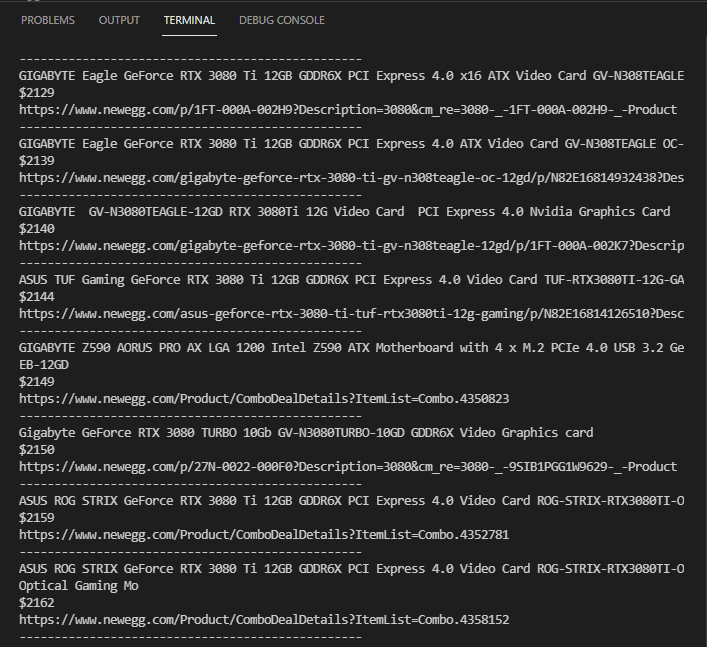 PROBLEMS OUTPUT TERMINAL DEBUG CONSOLE
-------------------------------------------------
GIGABYTE Eagle GeForce RTX 3080 Ti 12GB GDDR6X PCI Express 4.0 x16 ATX Video Card GV-N308TEAGLE
$2129
https://www.newegg.com/p/1FT-000A-002H9?Description=3080&cm_re=3080-_-1FT-000A-002H9-_-Product
-------------------------------------------------
GIGABYTE Eagle GeForce RTX 3080 Ti 12GB GDDR6X PCI Express 4.0 ATX Video Card GV-N308TEAGLE OC-
$2139
https://www.newegg.com/gigabyte-geforce-rtx-3080-ti-gv-n308teagle-oc-12gd/p/N82E16814932438?Des
-------------------------------------------------
GIGABYTE  GV-N3080TEAGLE-12GD RTX 3080Ti 12G Video Card  PCI Express 4.0 Nvidia Graphics Card
$2140
https://www.newegg.com/gigabyte-geforce-rtx-3080-ti-gv-n308teagle-12gd/p/1FT-000A-002K7?Descrip
-------------------------------------------------
ASUS TUF Gaming GeForce RTX 3080 Ti 12GB GDDR6X PCI Express 4.0 Video Card TUF-RTX3080TI-12G-GA
$2144
https://www.newegg.com/asus-geforce-rtx-3080-ti-tuf-rtx3080ti-12g-gaming/p/N82E16814126510?Desc
-------------------------------------------------
GIGABYTE Z590 AORUS PRO AX LGA 1200 Intel Z590 ATX Motherboard with 4 x M.2 PCIe 4.0 USB 3.2 Ge
EB-12GD
$2149
https://www.newegg.com/Product/ComboDealDetails?ItemList=Combo.4350823
-------------------------------------------------
Gigabyte GeForce RTX 3080 TURBO 10Gb GV-N3080TURBO-10GD GDDR6X Video Graphics card
$2150
https://www.newegg.com/p/27N-0022-000F0?Description=3080&cm_re=3080-_-9SIB1PGG1W9629-_-Product
-------------------------------------------------
ASUS ROG STRIX GeForce RTX 3080 Ti 12GB GDDR6X PCI Express 4.0 Video Card ROG-STRIX-RTX3080TI-O
$2159
https://www.newegg.com/Product/ComboDealDetails?ItemList=Combo.4352781
-------------------------------------------------
ASUS ROG STRIX GeForce RTX 3080 Ti 12GB GDDR6X PCI Express 4.0 Video Card ROG-STRIX-RTX3080TI-O
Optical Gaming Mo
$2162
https://www.newegg.com/Product/ComboDealDetails?ItemList=Combo.4358152
-------------------------------------------------